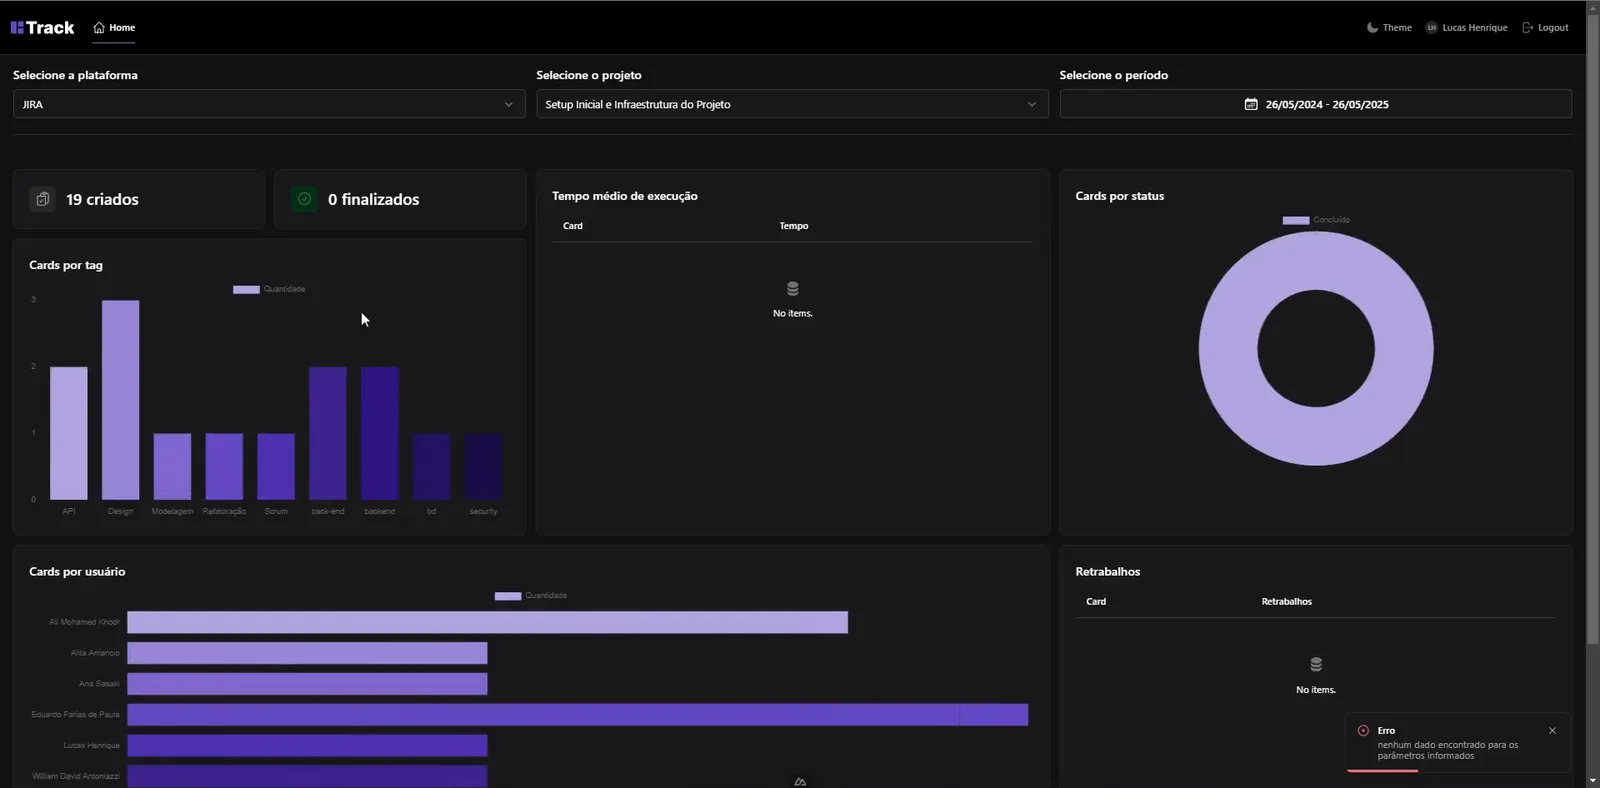 Track
Home
Theme
LH
Lucas Henrique
Logout
Selecione a plataforma
JIRA
Selecione o projeto
Setup Inicial e Infraestrutura do Projeto
Selecione o período
26/05/2024 - 26/05/2025
19 criados
0 finalizados
Cards por tag
Quantidade
3
2
1
0
API
Design
Modelagem
Refatoração
Scrum
back-end
backend
bd
security
Tempo médio de execução
Card
Tempo
No items.
Cards por status
Concluído
Cards por usuário
Quantidade
Ali Mohamed Khodr
Alita Amancio
Ana Sasaki
Eduardo Farias de Paula
Lucas Henrique
William David Antoniazzi
Retrabalhos
Card
Retrabalhos
No items.
Erro
nenhum dado encontrado para os
parâmetros informados